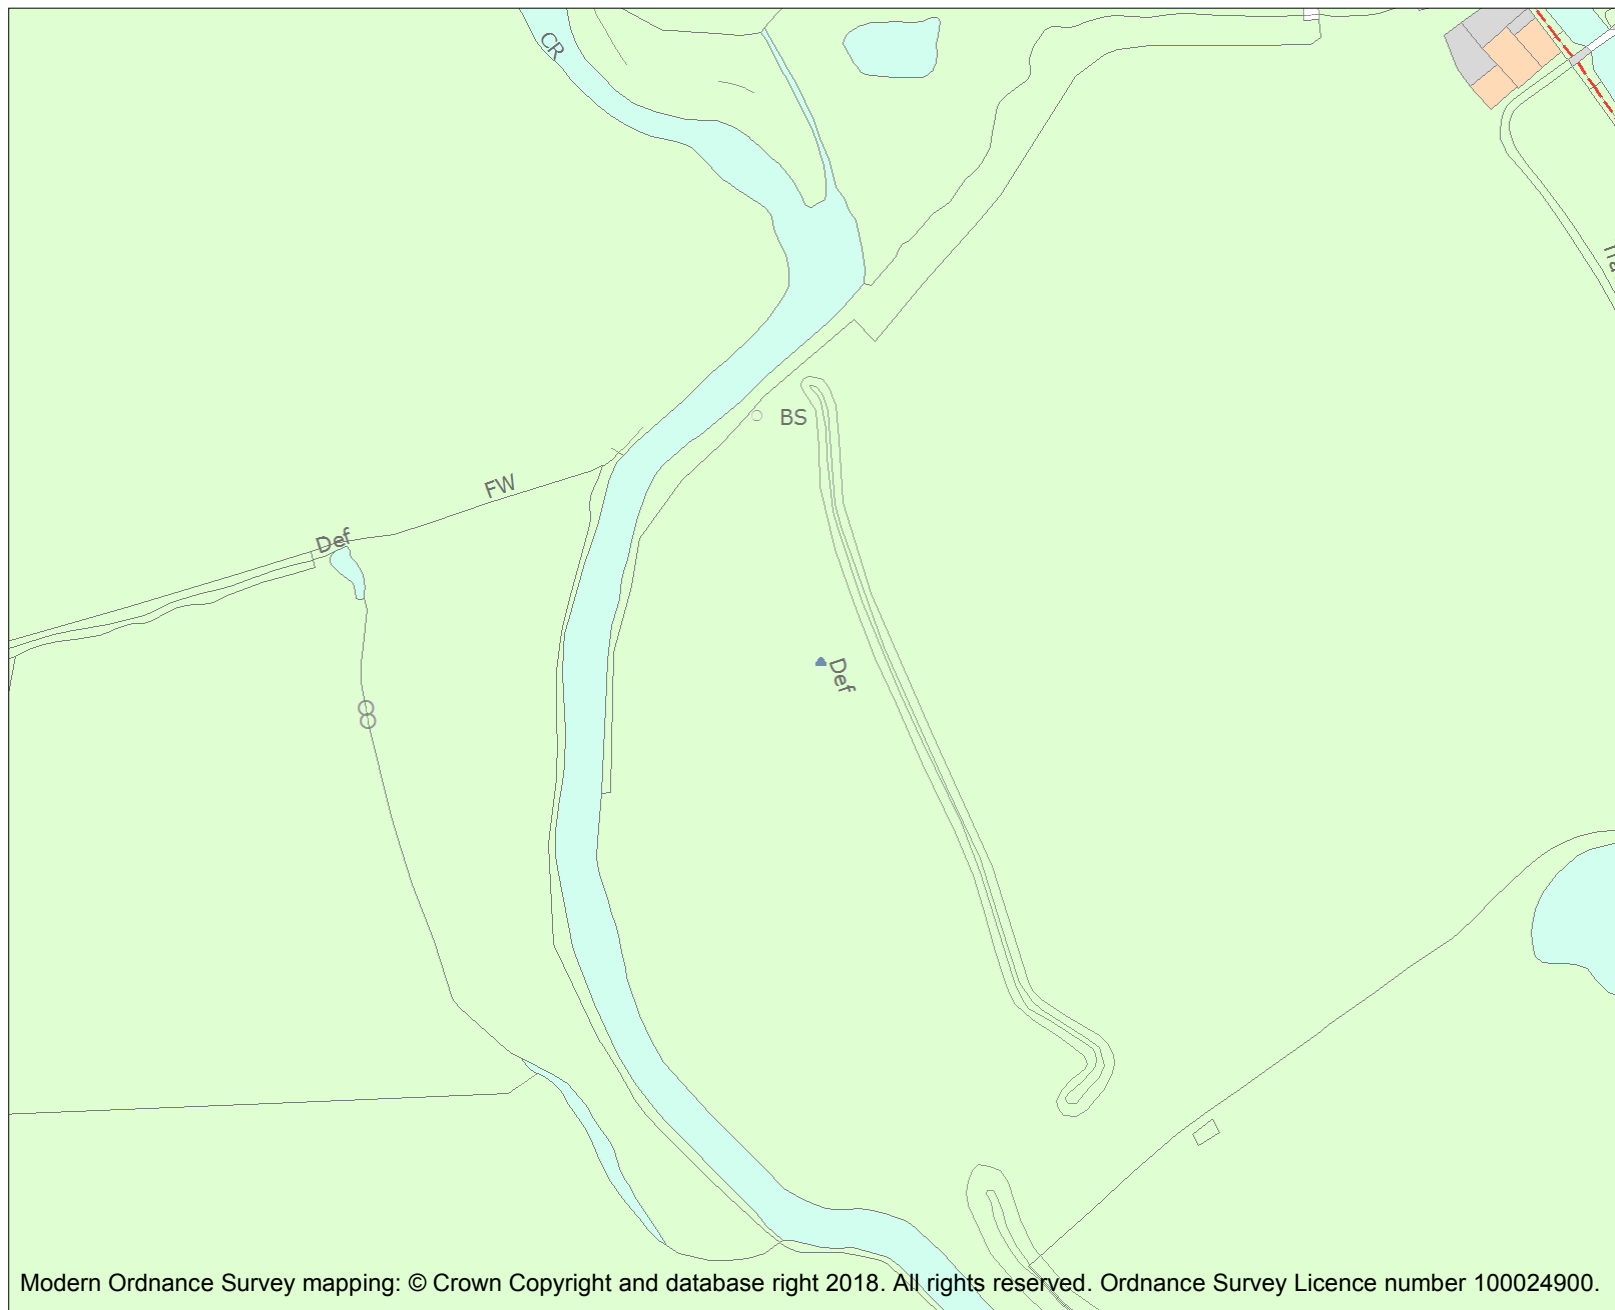 CR
BS
FW
Def
Def
Modern Ordnance Survey mapping: © Crown Copyright and database right 2018. All rights reserved. Ordnance Survey Licence number 100024900.